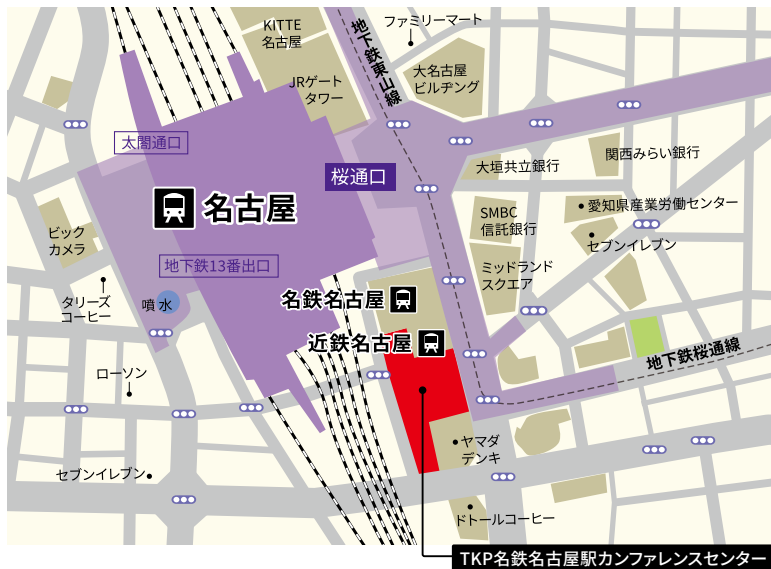 KITTE
名古屋
ファミリーマート
地下鉄東山線
JRゲート
タワー
大名古屋
ビルヂング
太閤通口
桜通口
大垣共立銀行
関西みらい銀行
名古屋
SMBC
信託銀行
愛知県産業労働センター
セブンイレブン
ビック
カメラ
地下鉄13番出口
ミッドランド
スクエア
タリーズ
コーヒー
噴水
名鉄名古屋
近鉄名古屋
地下鉄桜通線
ローソン
ヤマダ
デンキ
セブンイレブン
ドトールコーヒー
TKP名鉄名古屋駅カンファレンスセンター